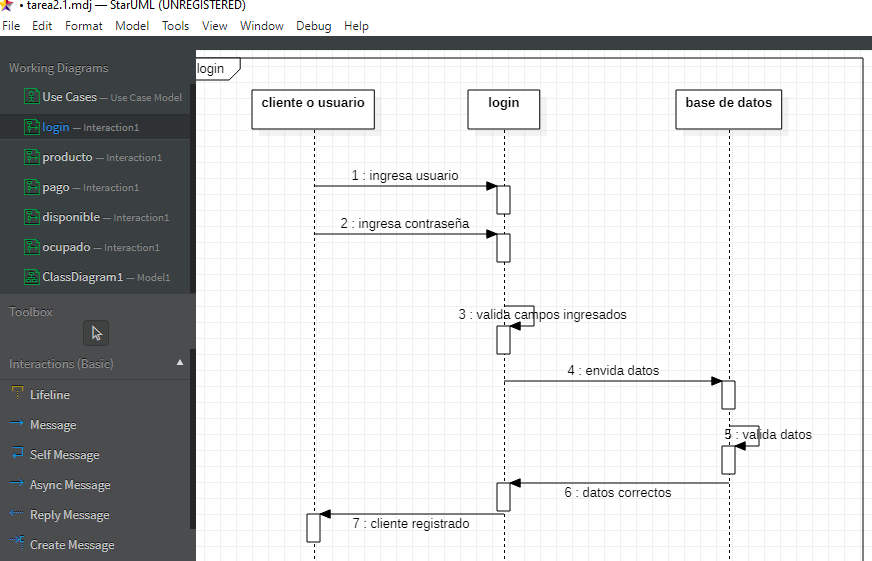 • tarea2.1.mdj — StarUML (UNREGISTERED)
File Edit Format Model Tools View Window Debug Help
Working Diagrams
Use Cases — Use Case Model
login — Interaction1
producto — Interaction1
pago — Interaction1
disponible — Interaction1
ocupado — Interaction1
ClassDiagram1 — Model1
Toolbox
Interactions (Basic)
Lifeline
Message
Self Message
Async Message
Reply Message
Create Message
login
cliente o usuario
login
base de datos
1 : ingresa usuario
2 : ingresa contraseña
3 : valida campos ingresados
4 : envida datos
5 : valida datos
6 : datos correctos
7 : cliente registrado